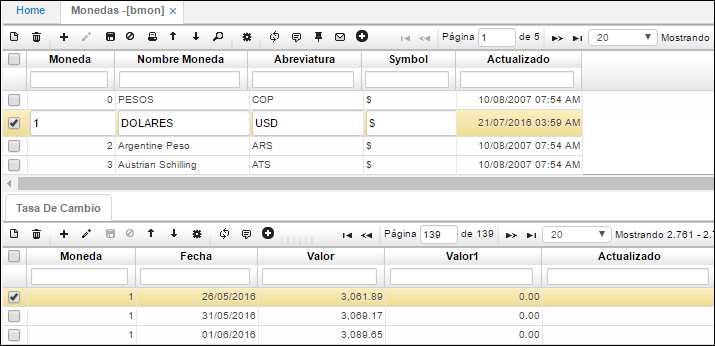 Home Monedas -[bmon] ×
Página 1 de 5 20 Mostrando
Moneda Nombre Moneda Abreviatura Symbol Actualizado
0 PESOS COP $ 10/08/2007 07:54 AM
1 DOLARES USD $ 21/07/2016 03:59 AM
2 Argentine Peso ARS $ 10/08/2007 07:54 AM
3 Austrian Schilling ATS $ 10/08/2007 07:54 AM
Tasa De Cambio
Página 139 de 139 20 Mostrando 2.761 - 2.7
Moneda Fecha Valor Valor1 Actualizado
1 26/05/2016 3,061.89 0.00
1 31/05/2016 3,069.17 0.00
1 01/06/2016 3,089.65 0.00